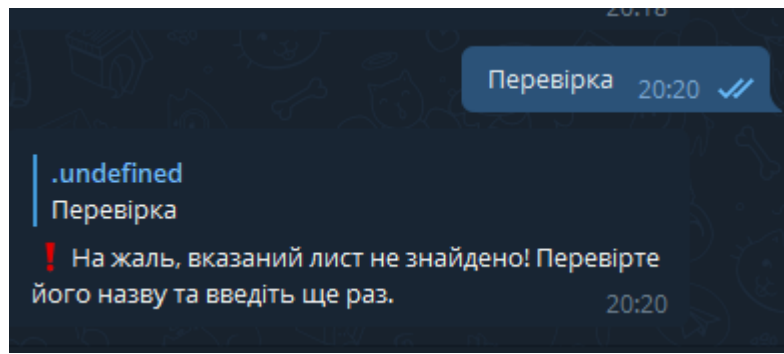 20:18
Перевірка 20:20
.undefined
Перевірка
❗ На жаль, вказаний лист не знайдено! Перевірте
його назву та введіть ще раз. 20:20